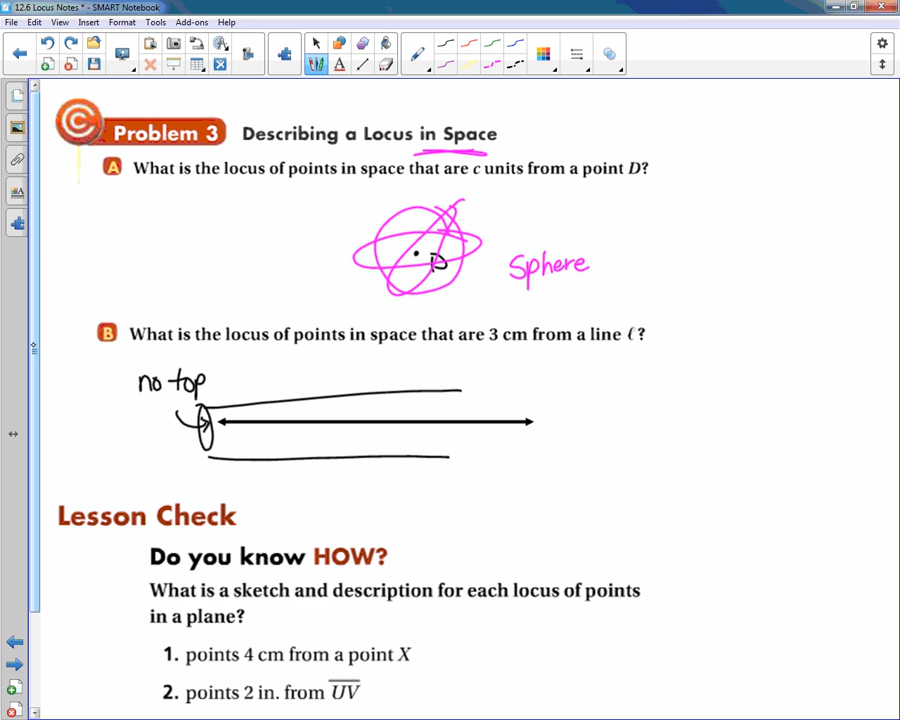 12.6 Locus Notes * - SMART Notebook
File Edit View Insert Format Tools Add-ons Help
Problem 3 Describing a Locus in Space
A What is the locus of points in space that are c units from a point D?
D
Sphere
B What is the locus of points in space that are 3 cm from a line ℓ?
no top
Lesson Check
Do you know HOW?
What is a sketch and description for each locus of points
in a plane?
1. points 4 cm from a point X
2. points 2 in. from U̅V̅